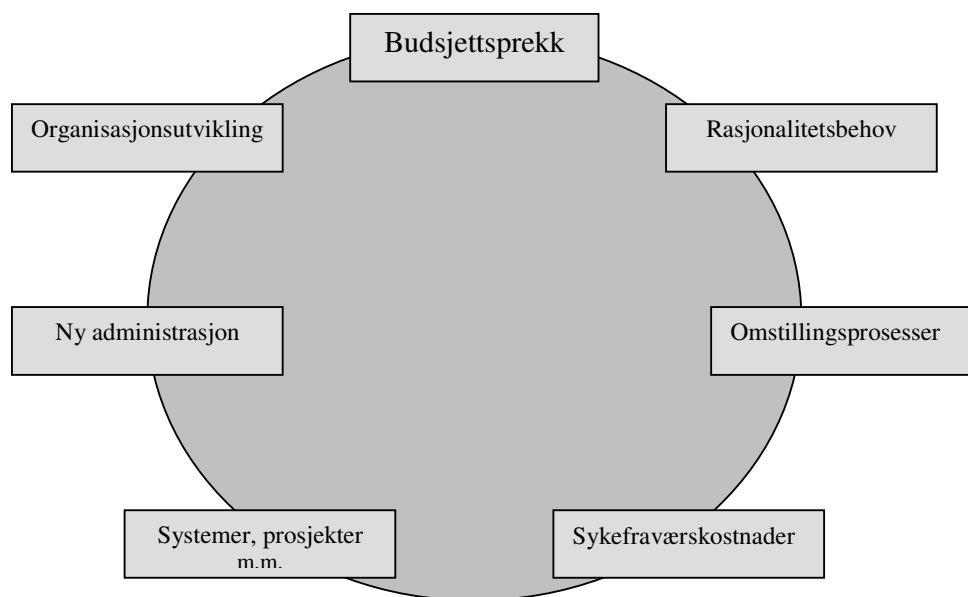 Budsjettsprekk
Organisasjonsutvikling
Rasjonalitetsbehov
Ny administrasjon
Omstillingsprosesser
Systemer, prosjekter
m.m.
Sykefraværskostnader